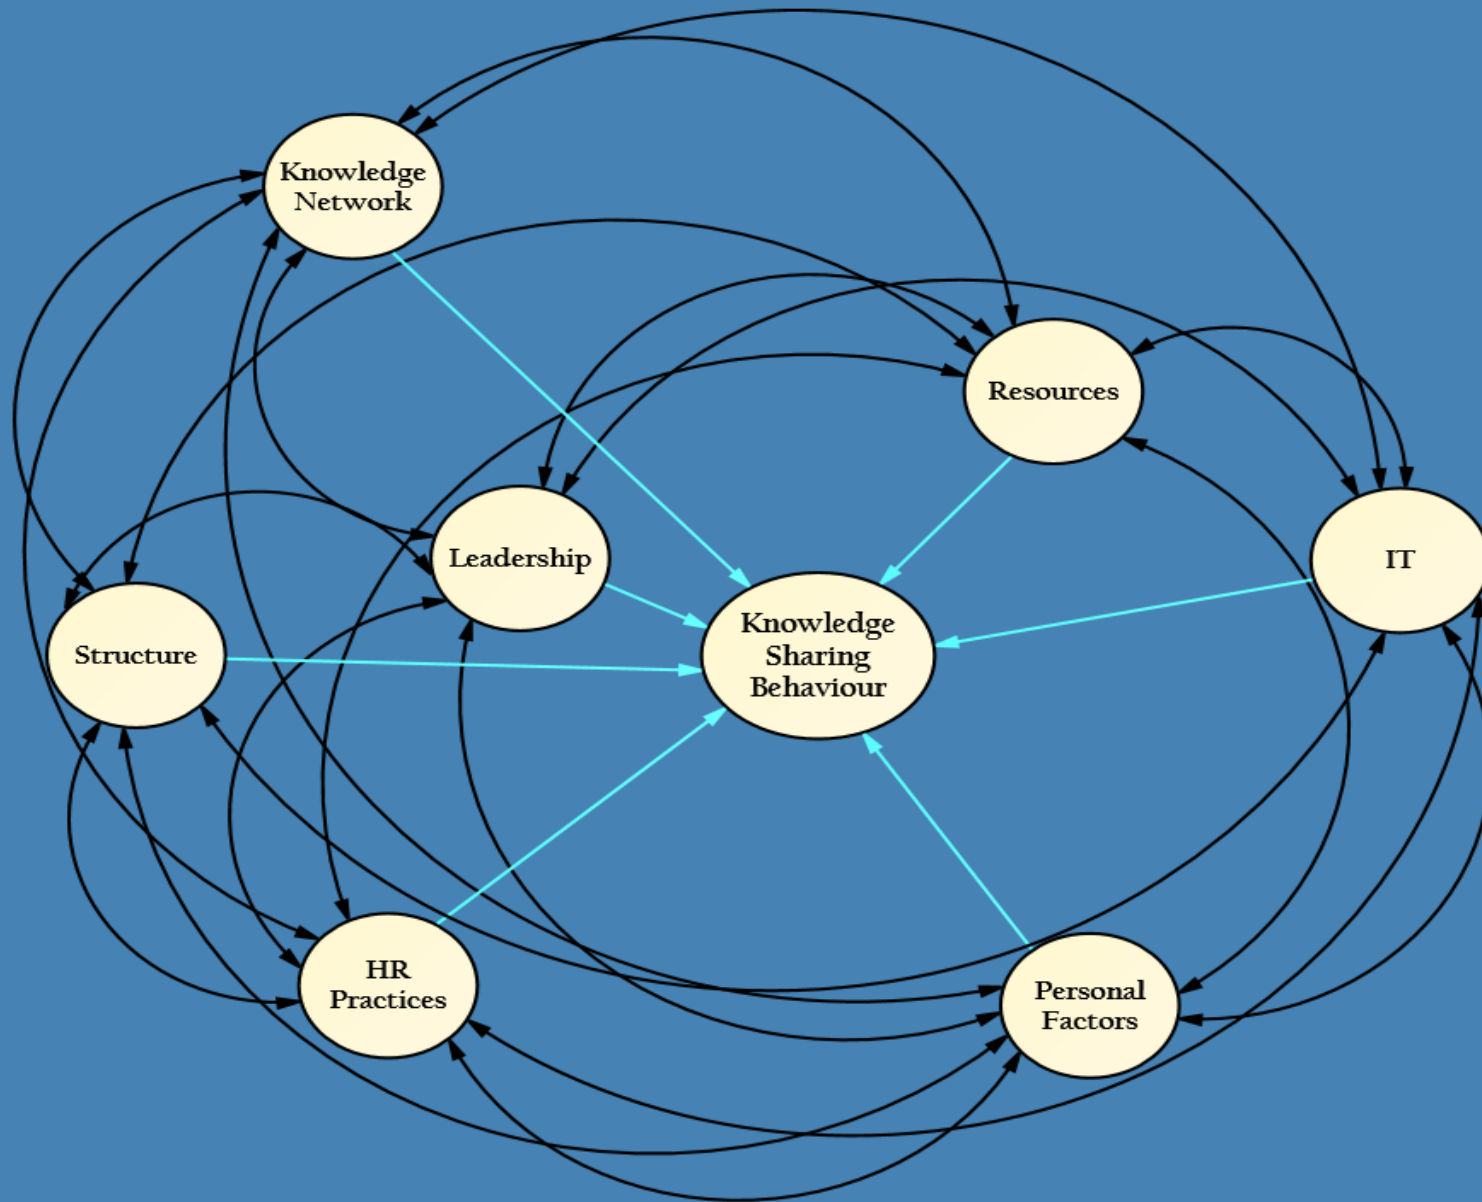 Knowledge
Network
Resources
Leadership
IT
Knowledge
Sharing
Behaviour
Structure
HR
Practices
Personal
Factors